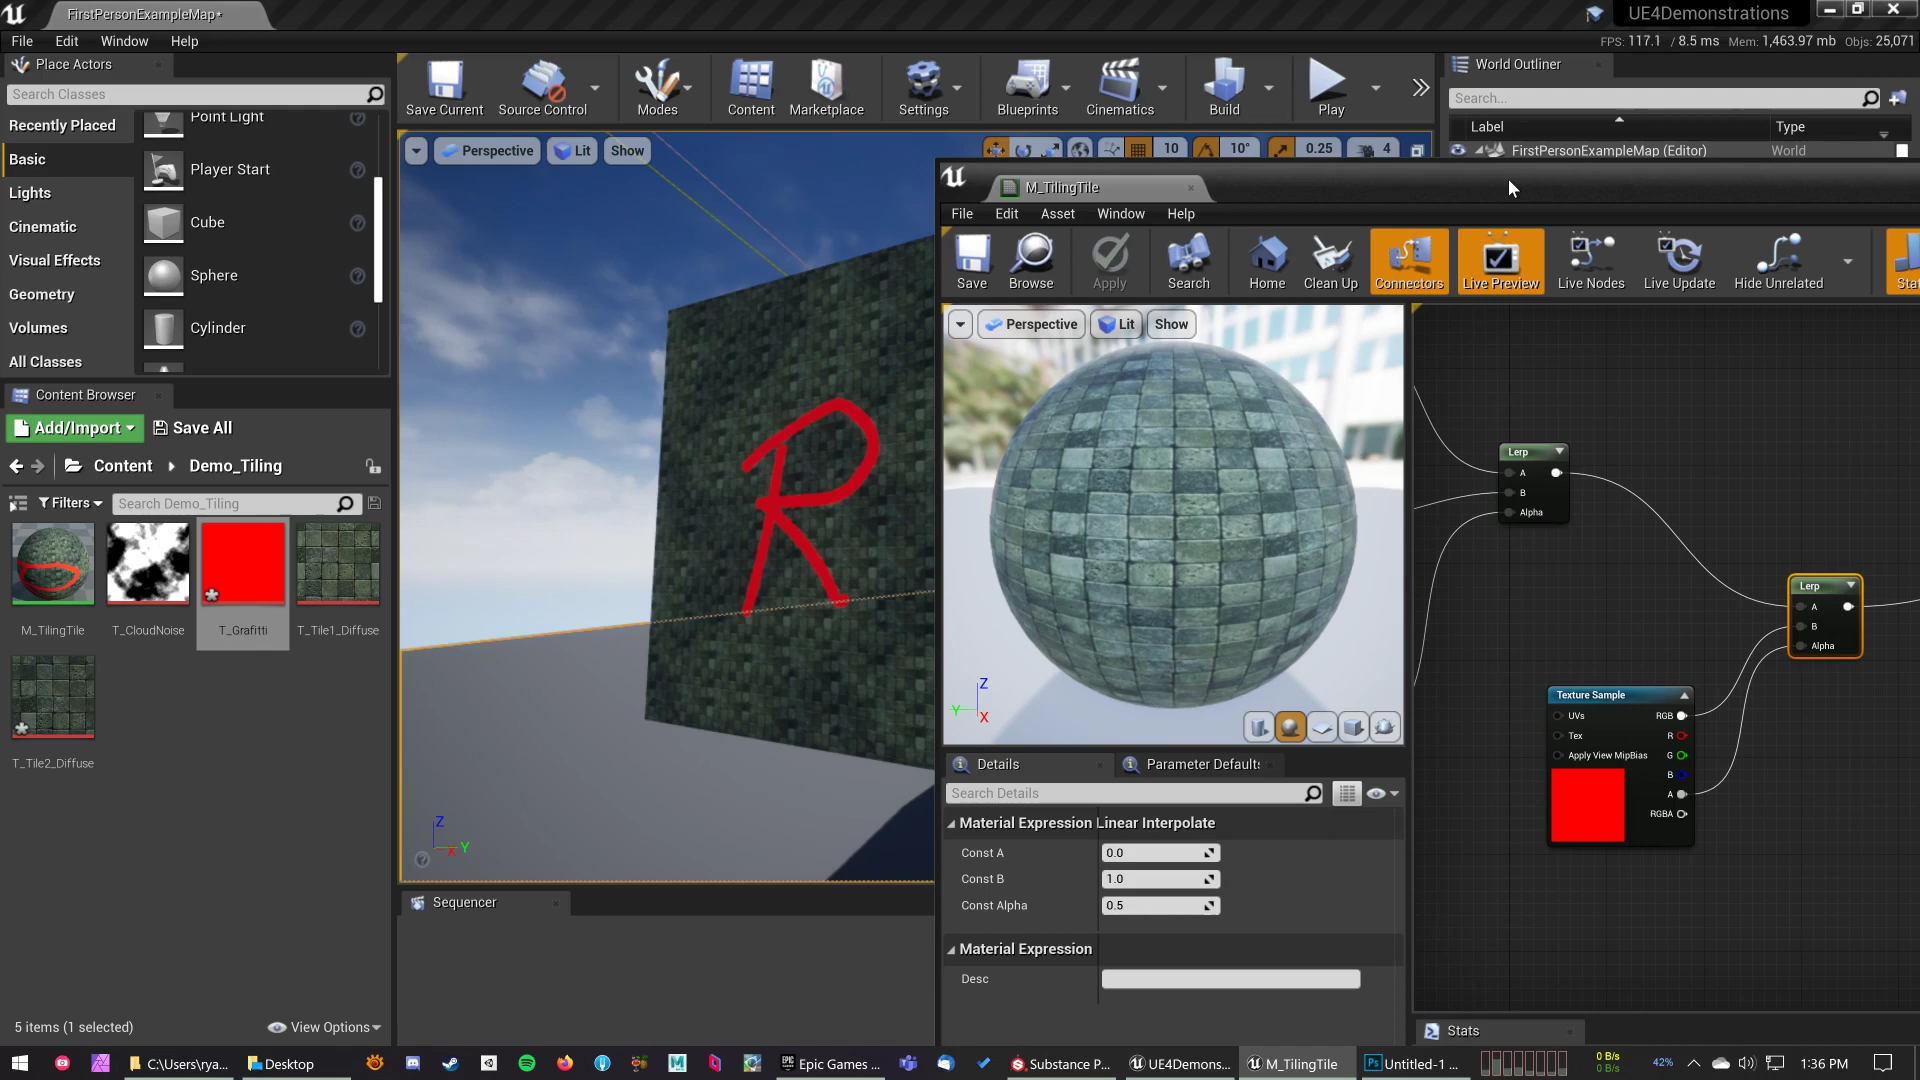 FirstPersonExampleMap*
UE4Demonstrations
File Edit Window Help
FPS: 117.1 / 8.5 ms Mem: 1,463.97 mb Objs: 25,071
Place Actors
Search Classes
Recently Placed
Basic
Lights
Cinematic
Visual Effects
Geometry
Volumes
All Classes
Point Light
Player Start
Cube
Sphere
Cylinder
Save Current
Source Control
Modes
Content
Marketplace
Settings
Blueprints
Cinematics
Build
Play
World Outliner
Search...
Label Type
FirstPersonExampleMap (Editor) World
Perspective Lit Show
10 10° 0.25 4
R
Z
X
Y
Content Browser
Add/Import Save All
Content Demo_Tiling
Filters Search Demo_Tiling
M_TilingTile T_CloudNoise T_Grafitti T_Tile1_Diffuse
T_Tile2_Diffuse
5 items (1 selected) View Options
Sequencer
M_TilingTile
File Edit Asset Window Help
Save Browse Apply Search Home Clean Up Connectors Live Preview Live Nodes Live Update Hide Unrelated Stat
Perspective Lit Show
Z
Y
X
Details Parameter Defaults
Search Details
Material Expression Linear Interpolate
Const A 0.0
Const B 1.0
Const Alpha 0.5
Material Expression
Desc
Lerp
A
B
Alpha
Lerp
A
B
Alpha
Texture Sample
UVs RGB
Tex R
Apply View MipBias G
B
A
RGBA
Stats
C:\Users\rya...
Desktop
Epic Games ...
Substance P...
UE4Demons...
M_TilingTile
Untitled-1 ...
0 B/s
0 B/s
42%
1:36 PM